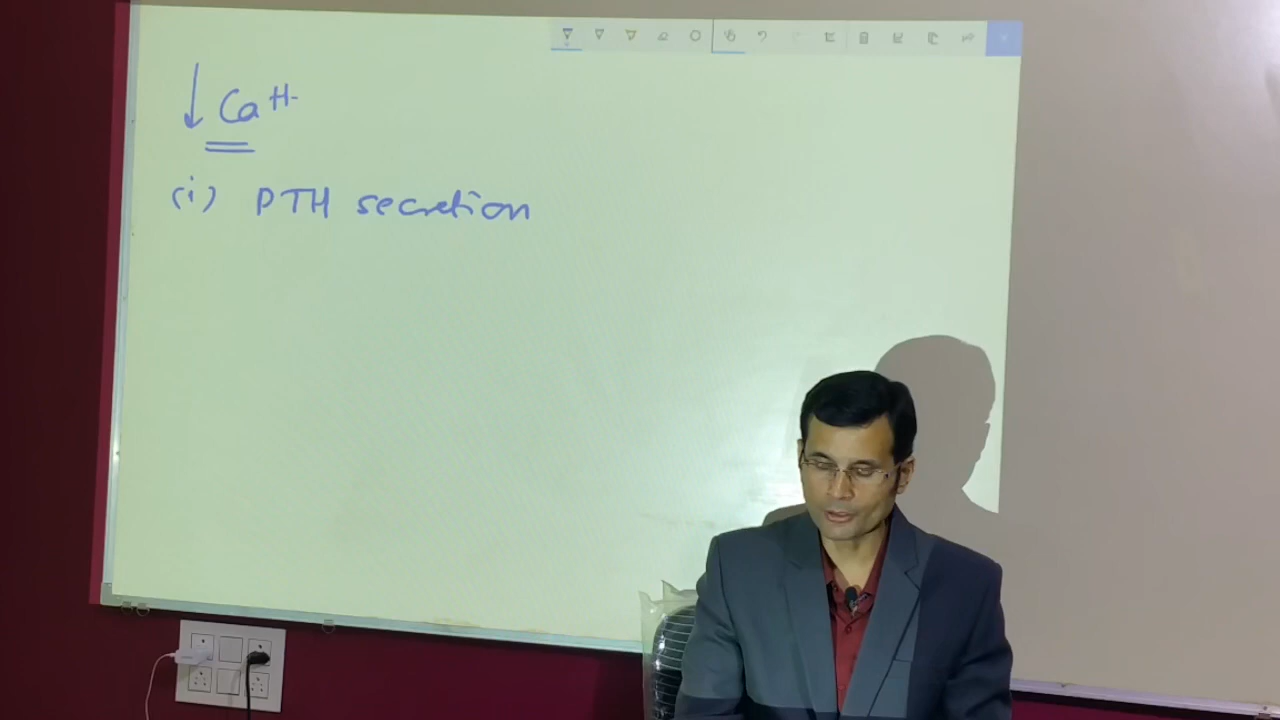 ↓ Ca++
(i) PTH secretion